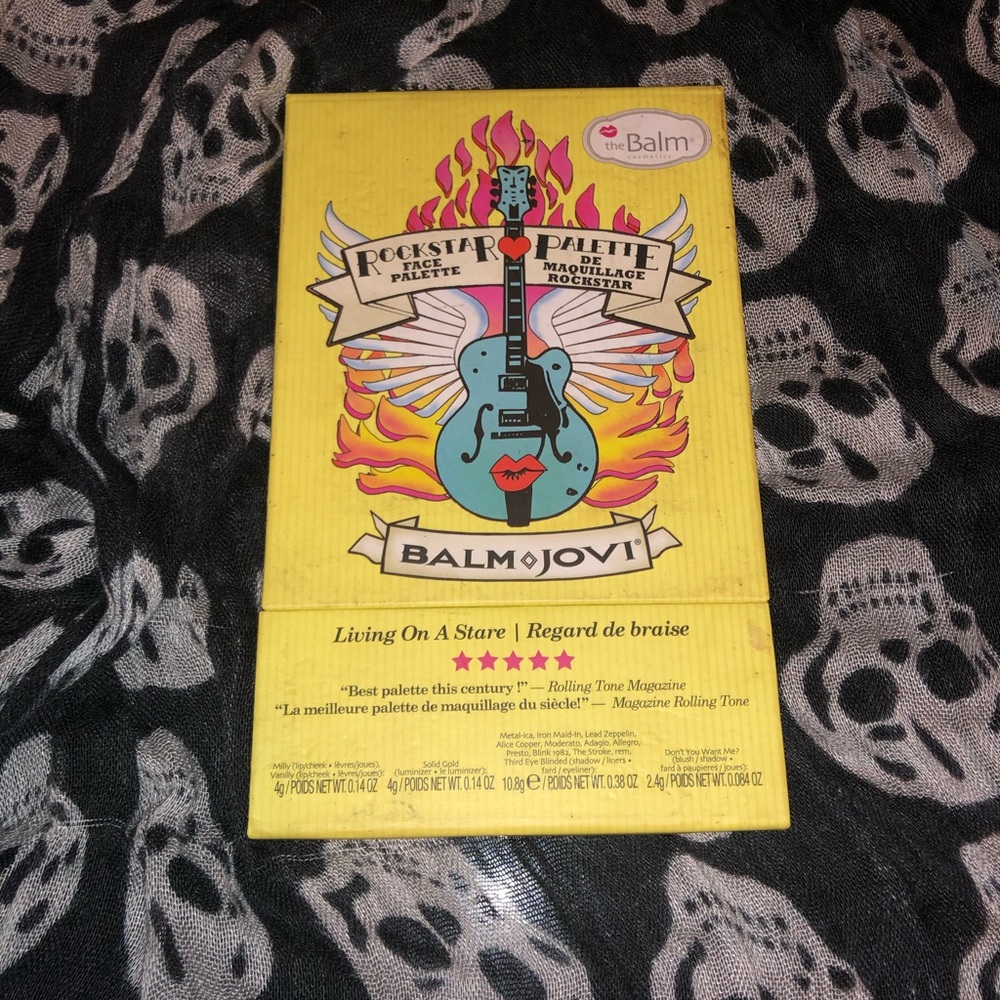 the Balm®
cosmetics
ROCKSTAR PALETTE
FACE
PALETTE
DE
MAQUILLAGE
ROCKSTAR
BALM JOVI®
Living On A Stare | Regard de braise
“Best palette this century !” — Rolling Tone Magazine
“La meilleure palette de maquillage du siècle!” — Magazine Rolling Tone
Milly (lip/cheek • lèvres/joues),
Vanilly (lip/cheek • lèvres/joues):
4g / POIDS NET WT. 0.14 OZ
Solid Gold
(luminizer • le luminizer):
4g / POIDS NET WT. 0.14 OZ
Metal-ica, Iron Maid-In, Lead Zeppelin,
Alice Copper, Moderato, Adagio, Allegro,
Presto, Blink 1982, The Stroke, rem,
Third Eye Blinded (shadow / liners •
fard / eyeliner):
10.8g ℮ / POIDS NET WT. 0.38 OZ
Don't You Want Me?
(blush / shadow •
fard à paupières / joues):
2.4g / POIDS NET WT. 0.084 OZ